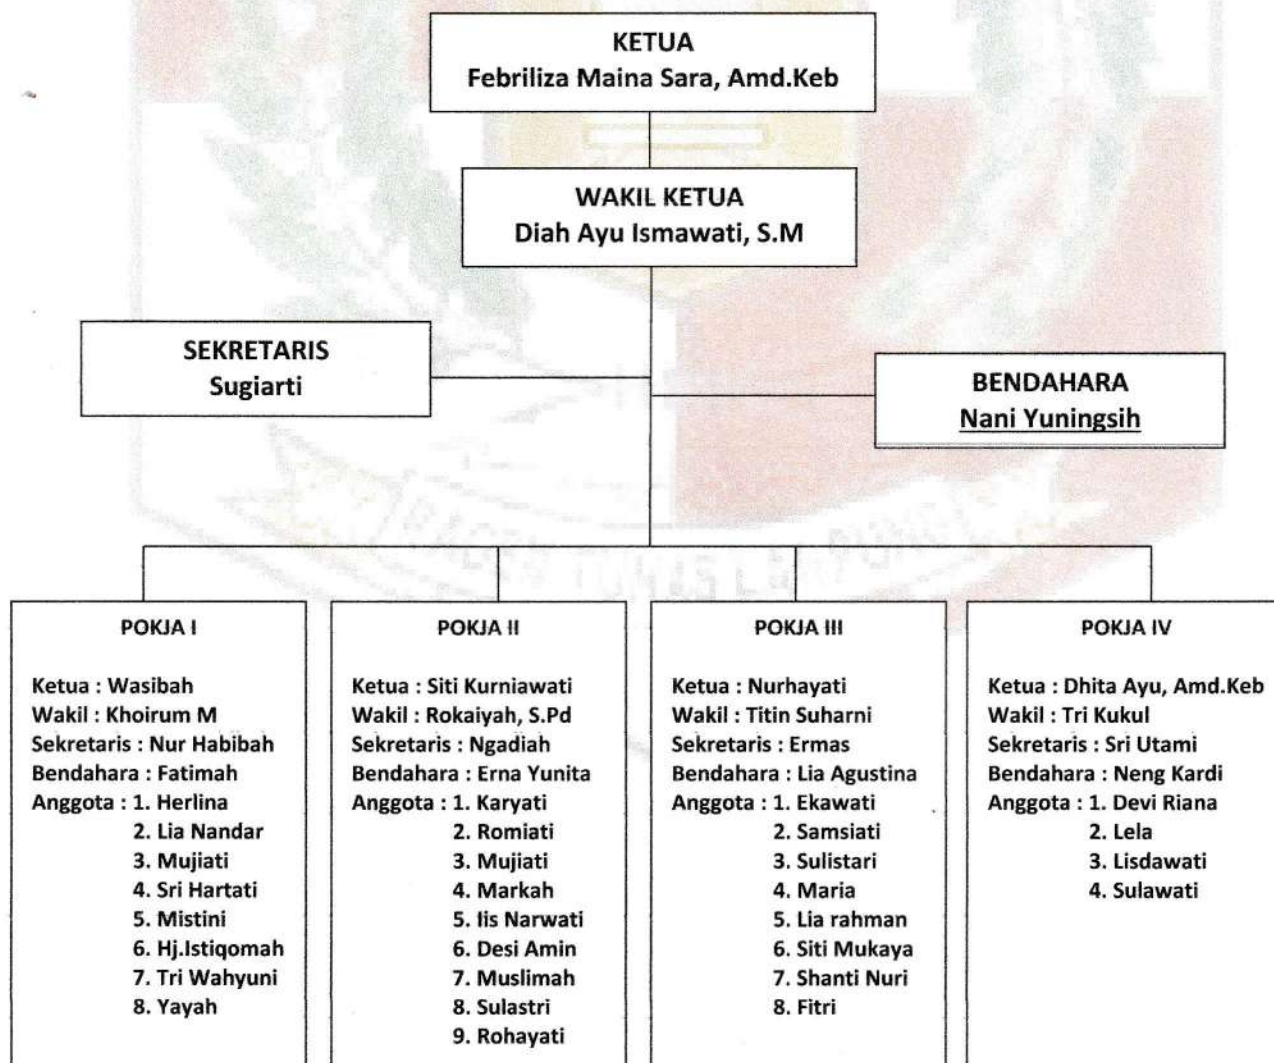 KETUA
Febriliza Maina Sara, Amd.Keb
WAKIL KETUA
Diah Ayu Ismawati, S.M
SEKRETARIS
Sugiarti
BENDAHARA
Nani Yuningsih
POKJA I
Ketua : Wasibah
Wakil : Khoirum M
Sekretaris : Nur Habibah
Bendahara : Fatimah
Anggota : 1. Herlina
2. Lia Nandar
3. Mujiati
4. Sri Hartati
5. Mistini
6. Hj.Istiqomah
7. Tri Wahyuni
8. Yayah
POKJA II
Ketua : Siti Kurniawati
Wakil : Rokaiyah, S.Pd
Sekretaris : Ngadiah
Bendahara : Erna Yunita
Anggota : 1. Karyati
2. Romiati
3. Mujiati
4. Markah
5. Iis Narwati
6. Desi Amin
7. Muslimah
8. Sulastri
9. Rohayati
POKJA III
Ketua : Nurhayati
Wakil : Titin Suharni
Sekretaris : Ermas
Bendahara : Lia Agustina
Anggota : 1. Ekawati
2. Samsiati
3. Sulistari
4. Maria
5. Lia rahman
6. Siti Mukaya
7. Shanti Nuri
8. Fitri
POKJA IV
Ketua : Dhita Ayu, Amd.Keb
Wakil : Tri Kukul
Sekretaris : Sri Utami
Bendahara : Neng Kardi
Anggota : 1. Devi Riana
2. Lela
3. Lisdawati
4. Sulawati